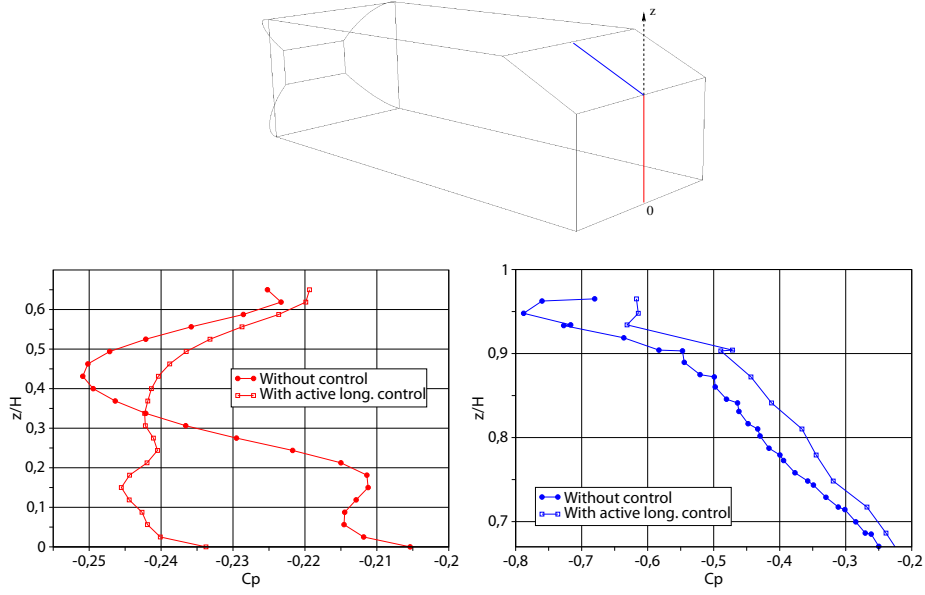 z
0
0,6
0,5
0,4
0,3
0,2
0,1
0
z/H
Without control
With active long. control
-0,25 -0,24 -0,23 -0,22 -0,21 -0,2
Cp
1
0,9
0,8
0,7
z/H
Without control
With active long. control
-0,8 -0,7 -0,6 -0,5 -0,4 -0,3 -0,2
Cp